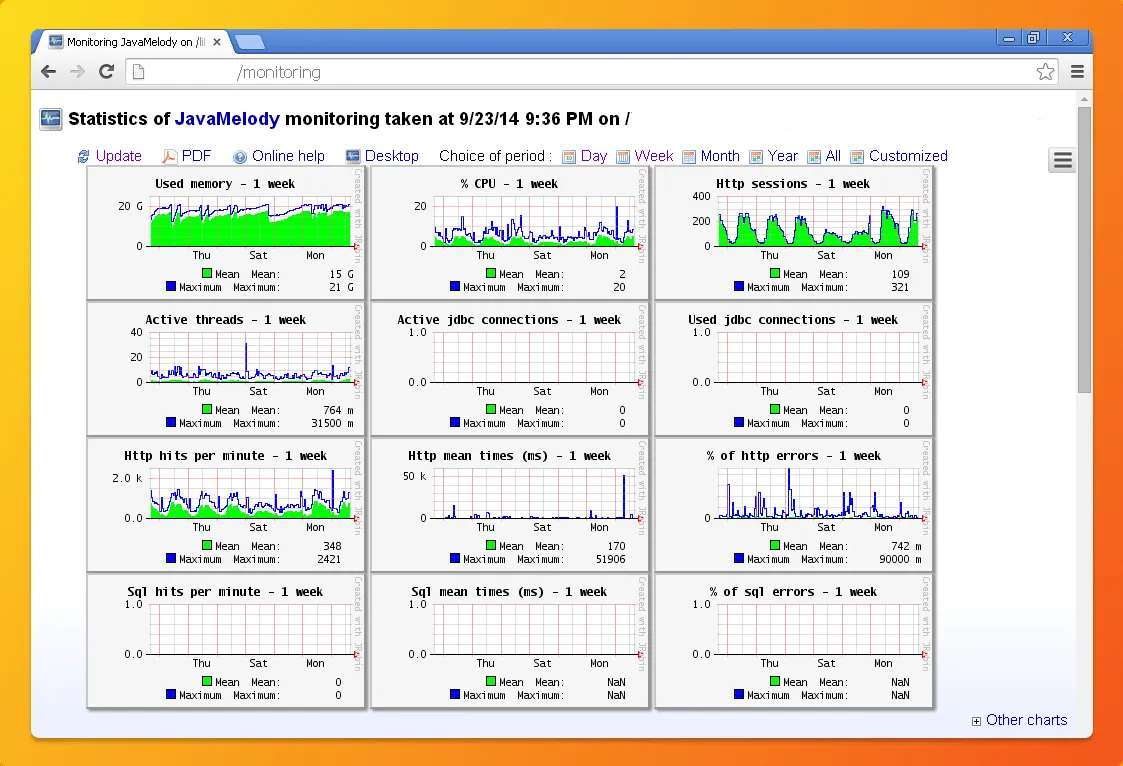 Monitoring JavaMelody on /li
/monitoring
Statistics of JavaMelody monitoring taken at 9/23/14 9:36 PM on /
Update PDF Online help Desktop Choice of period : Day Week Month Year All Customized
Used memory - 1 week
20 G
0
Thu Sat Mon
Mean Mean: 15 G
Maximum Maximum: 21 G
Created with JRobin
% CPU - 1 week
20
0
Thu Sat Mon
Mean Mean: 2
Maximum Maximum: 20
Created with JRobin
Http sessions - 1 week
400
200
0
Thu Sat Mon
Mean Mean: 109
Maximum Maximum: 321
Created with JRobin
Active threads - 1 week
40
20
0
Thu Sat Mon
Mean Mean: 764 m
Maximum Maximum: 31500 m
Created with JRobin
Active jdbc connections - 1 week
1.0
0.0
Thu Sat Mon
Mean Mean: 0
Maximum Maximum: 0
Created with JRobin
Used jdbc connections - 1 week
1.0
0.0
Thu Sat Mon
Mean Mean: 0
Maximum Maximum: 0
Created with JRobin
Http hits per minute - 1 week
2.0 k
0.0
Thu Sat Mon
Mean Mean: 348
Maximum Maximum: 2421
Created with JRobin
Http mean times (ms) - 1 week
50 k
0
Thu Sat Mon
Mean Mean: 170
Maximum Maximum: 51906
Created with JRobin
% of http errors - 1 week
0
Thu Sat Mon
Mean Mean: 742 m
Maximum Maximum: 90000 m
Created with JRobin
Sql hits per minute - 1 week
1.0
0.0
Thu Sat Mon
Mean Mean: 0
Maximum Maximum: 0
Created with JRobin
Sql mean times (ms) - 1 week
1.0
0.0
Thu Sat Mon
Mean Mean: NaN
Maximum Maximum: NaN
Created with JRobin
% of sql errors - 1 week
1.0
0.0
Thu Sat Mon
Mean Mean: NaN
Maximum Maximum: NaN
Created with JRobin
Other charts